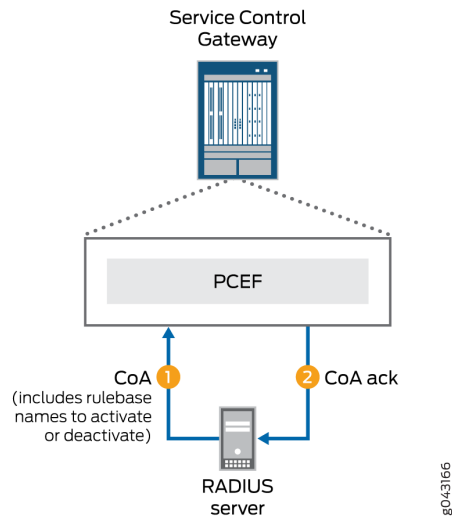 Service Control
Gateway
PCEF
CoA 1
(includes rulebase
names to activate
or deactivate)
2 CoA ack
RADIUS
server
g043166